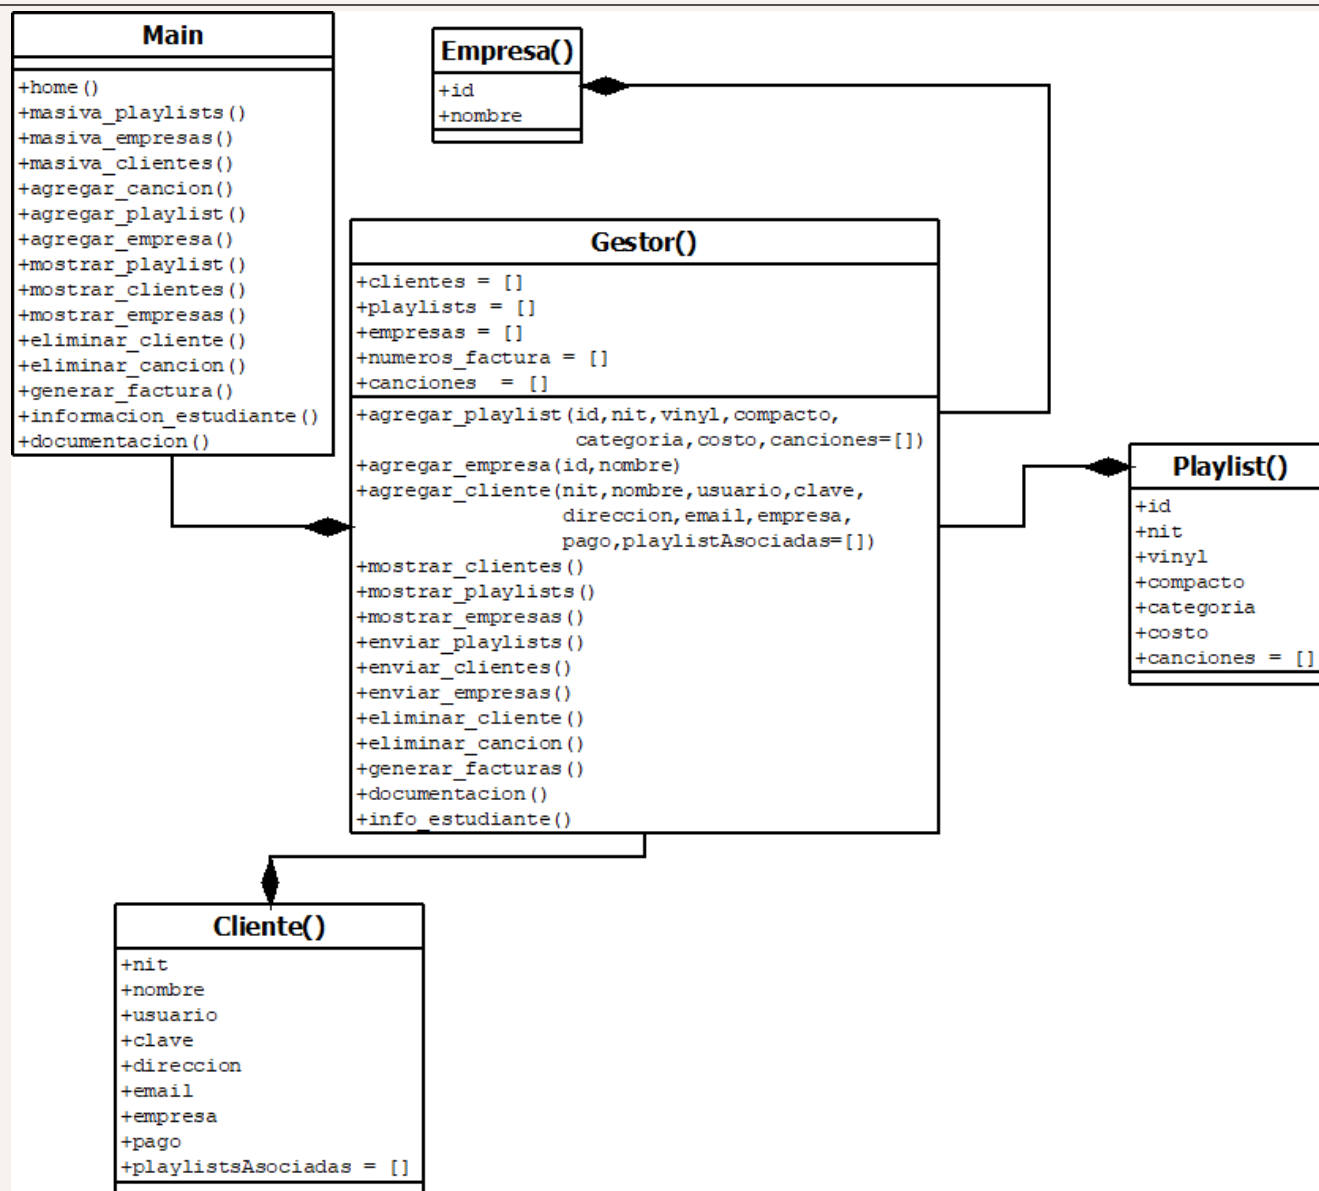 Main
+home()
+masiva_playlists()
+masiva_empresas()
+masiva_clientes()
+agregar_cancion()
+agregar_playlist()
+agregar_empresa()
+mostrar_playlist()
+mostrar_clientes()
+mostrar_empresas()
+eliminar_cliente()
+eliminar_cancion()
+generar_factura()
+informacion_estudiante()
+documentacion()
Empresa()
+id
+nombre
Gestor()
+clientes = []
+playlists = []
+empresas = []
+numeros_factura = []
+canciones  = []
+agregar_playlist(id,nit,vinyl,compacto,
categoria,costo,canciones=[])
+agregar_empresa(id,nombre)
+agregar_cliente(nit,nombre,usuario,clave,
direccion,email,empresa,
pago,playlistAsociadas=[])
+mostrar_clientes()
+mostrar_playlists()
+mostrar_empresas()
+enviar_playlists()
+enviar_clientes()
+enviar_empresas()
+eliminar_cliente()
+eliminar_cancion()
+generar_facturas()
+documentacion()
+info_estudiante()
Playlist()
+id
+nit
+vinyl
+compacto
+categoria
+costo
+canciones = []
Cliente()
+nit
+nombre
+usuario
+clave
+direccion
+email
+empresa
+pago
+playlistsAsociadas = []